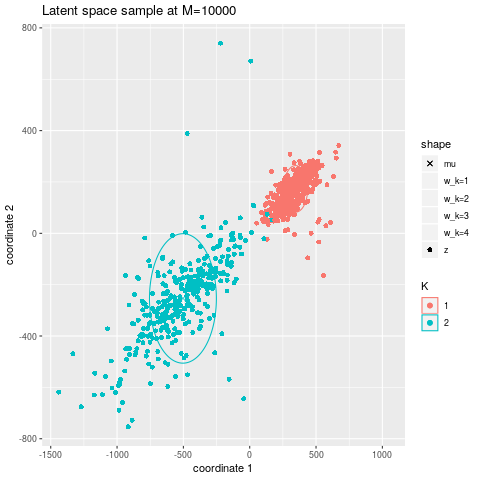 Latent space sample at M=10000
800
400
0
-400
-800
-1500
-1000
-500
0
500
1000
coordinate 1
coordinate 2
shape
mu
w_k=1
w_k=2
w_k=3
w_k=4
z
K
1
2